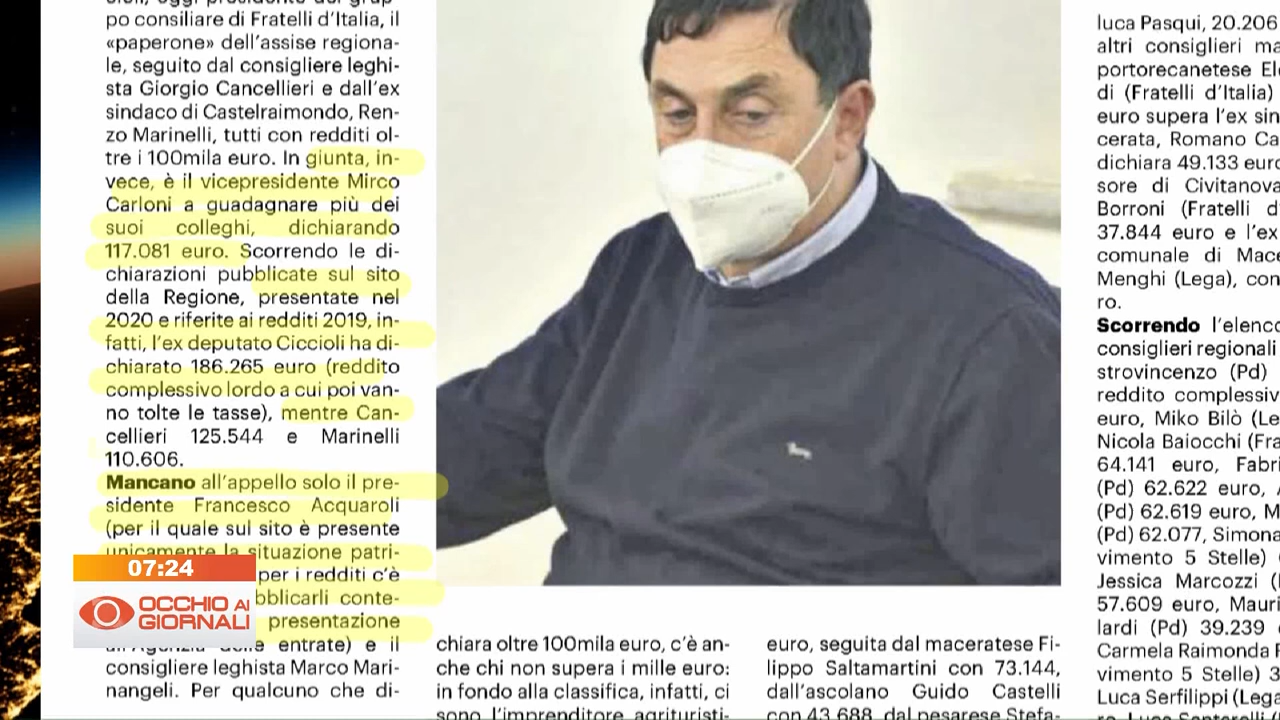 po consiliare di Fratelli d'Italia, il
«paperone» dell'assise regiona-
le, seguito dal consigliere leghi-
sta Giorgio Cancellieri e dall'ex
sindaco di Castelraimondo, Ren-
zo Marinelli, tutti con redditi ol-
tre i 100mila euro. In giunta, in-
vece, è il vicepresidente Mirco
Carloni a guadagnare più dei
suoi colleghi, dichiarando
117.081 euro. Scorrendo le di-
chiarazioni pubblicate sul sito
della Regione, presentate nel
2020 e riferite ai redditi 2019, in-
fatti, l'ex deputato Ciccioli ha di-
chiarato 186.265 euro (reddito
complessivo lordo a cui poi van-
no tolte le tasse), mentre Can-
cellieri 125.544 e Marinelli
110.606.
Mancano all'appello solo il pre-
sidente Francesco Acquaroli
(per il quale sul sito è presente
unicamente la situazione patri-
per i redditi c'è
bblicarli conte-
presentazione
entrate) e il
consigliere leghista Marco Mari-
nangeli. Per qualcuno che di-
07:24
OCCHIO AI
GIORNALI
chiara oltre 100mila euro, c'è an-
che chi non supera i mille euro:
in fondo alla classifica, infatti, ci
sono l'imprenditore agrituristi-
euro, seguita dal maceratese Fi-
lippo Saltamartini con 73.144,
dall'ascolano Guido Castelli
con 43.688, dal pesarese Stefa-
luca Pasqui, 20.206
altri consiglieri ma
portorecanetese Ele
di (Fratelli d'Italia)
euro supera l'ex sin
cerata, Romano Ca
dichiara 49.133 euro
sore di Civitanova
Borroni (Fratelli d'
37.844 euro e l'ex
comunale di Mace
Menghi (Lega), con
ro.
Scorrendo l'elenco
consiglieri regionali
strovincenzo (Pd)
reddito complessiv
euro, Miko Bilò (Le
Nicola Baiocchi (Fra
64.141 euro, Fabri
(Pd) 62.622 euro, A
(Pd) 62.619 euro, M
(Pd) 62.077, Simona
vimento 5 Stelle)
Jessica Marcozzi (
57.609 euro, Mauri
lardi (Pd) 39.239
Carmela Raimonda P
vimento 5 Stelle) 3
Luca Serfilippi (Lega